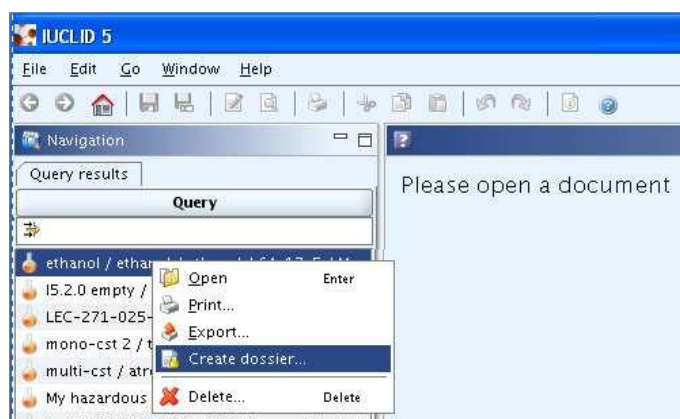 IUCLID 5
File Edit Go Window Help
Navigation
Query results
Query
Please open a document
ethanol / ethanol
Open Enter
I5.2.0 empty /
Print...
LEC-271-025-
Export...
mono-cst 2 / t
Create dossier...
multi-cst / atr
My hazardous
Delete... Delete